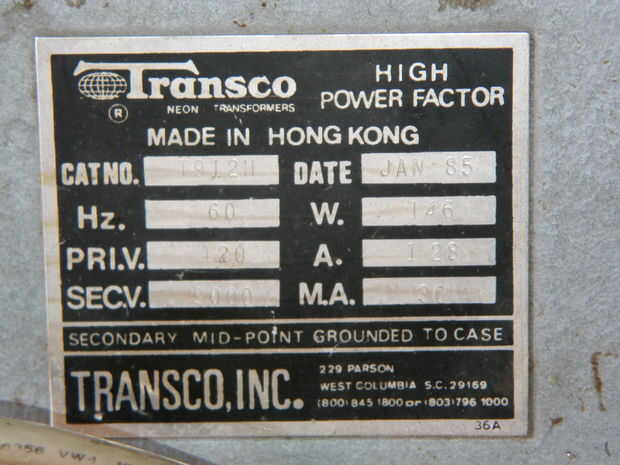 Transco
®
NEON TRANSFORMERS
HIGH
POWER FACTOR
MADE IN HONG KONG
CAT NO.
DATE JAN 85
Hz. 60 W. 146
PRI.V. 120 A. 1.28
SEC.V. M.A. 30
SECONDARY MID-POINT GROUNDED TO CASE
TRANSCO, INC.
229 PARSON
WEST COLUMBIA S.C. 29169
(800) 845 1800 or (803) 796 1000
36A